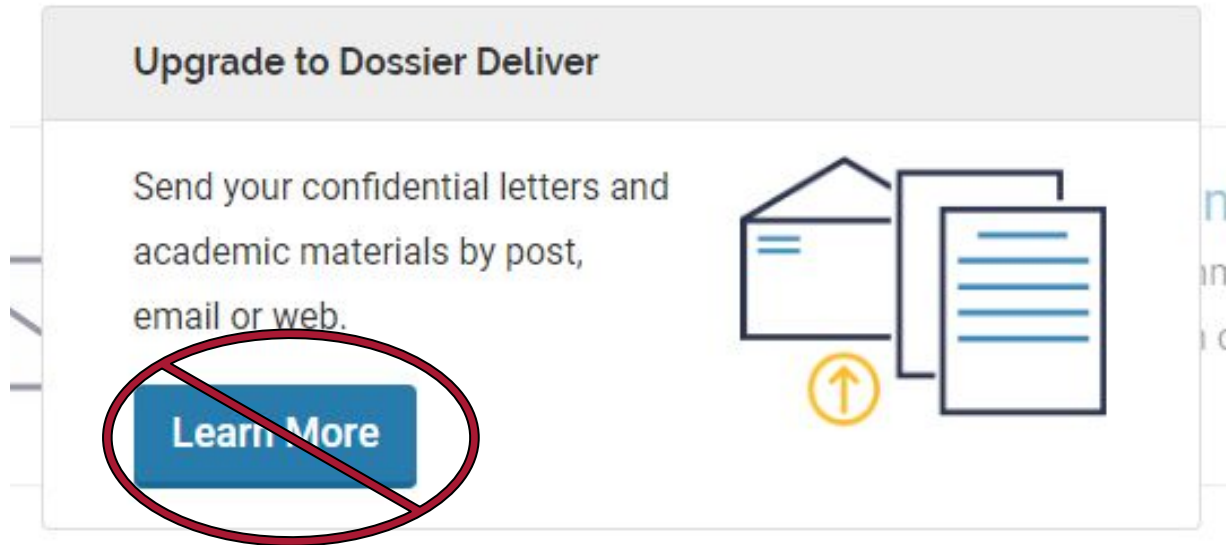 Upgrade to Dossier Deliver
Send your confidential letters and
academic materials by post,
email or web.
Learn More